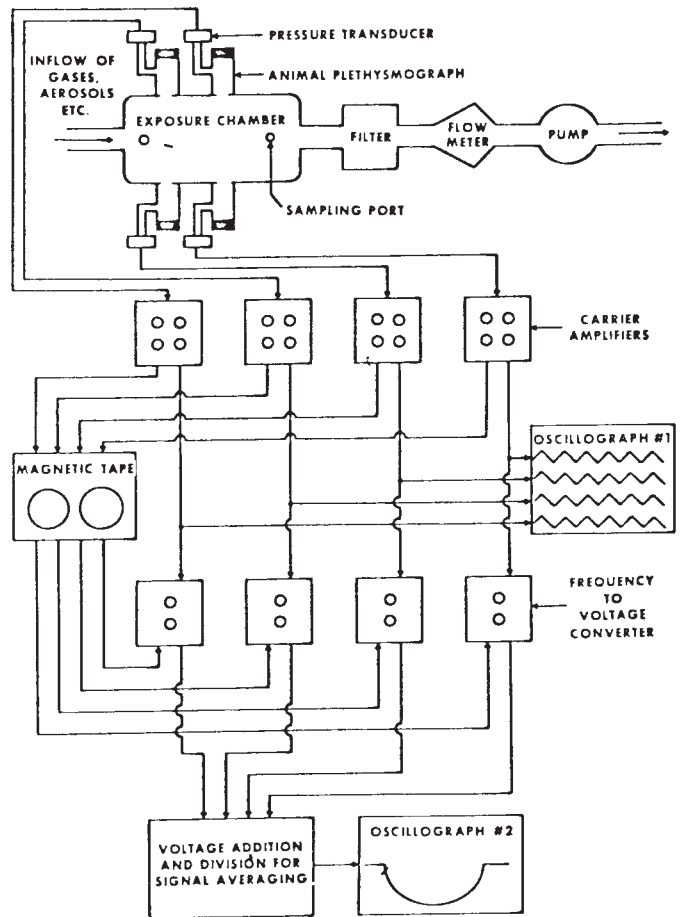 PRESSURE TRANSDUCER
INFLOW OF
GASES,
AEROSOLS
ETC.
ANIMAL PLETHYSMOGRAPH
EXPOSURE CHAMBER
FILTER
FLOW
METER
PUMP
SAMPLING PORT
CARRIER
AMPLIFIERS
OSCILLOGRAPH #1
MAGNETIC TAPE
FREQUENCY
TO
VOLTAGE
CONVERTER
VOLTAGE ADDITION
AND DIVISION FOR
SIGNAL AVERAGING
OSCILLOGRAPH #2